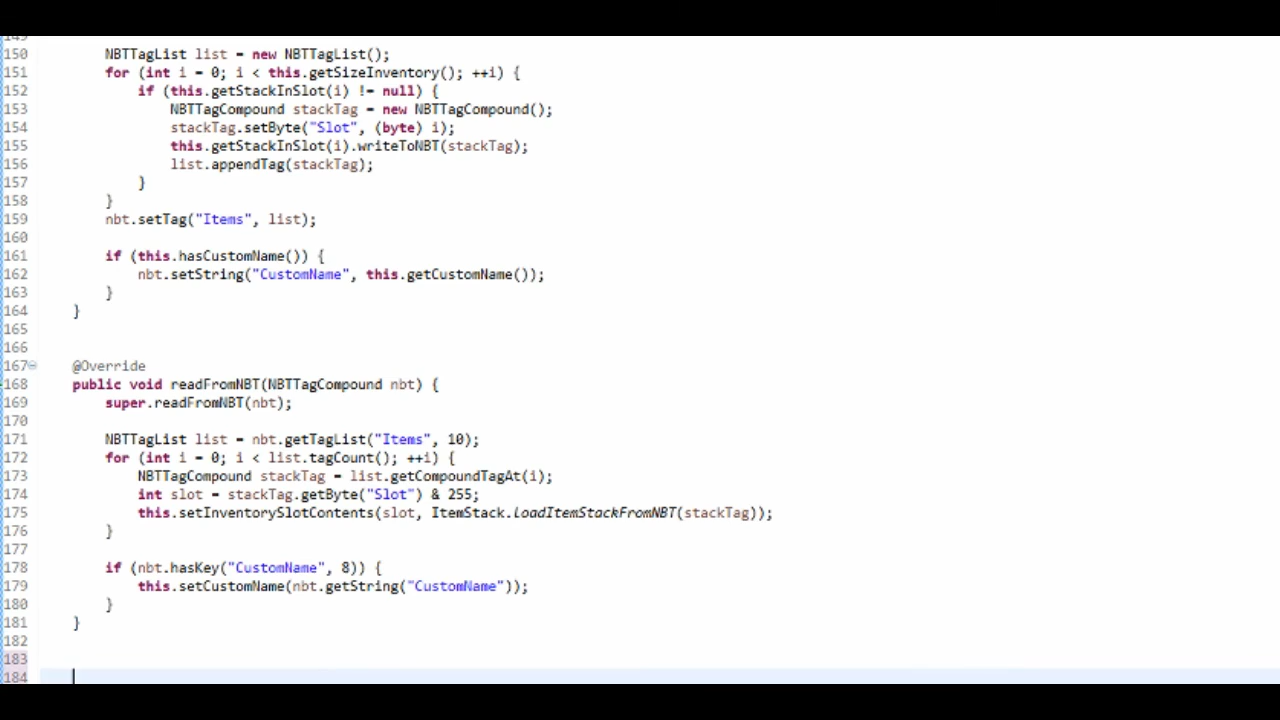 149
150 NBTTagList list = new NBTTagList();
151 for (int i = 0; i < this.getSizeInventory(); ++i) {
152 if (this.getStackInSlot(i) != null) {
153 NBTTagCompound stackTag = new NBTTagCompound();
154 stackTag.setByte("Slot", (byte) i);
155 this.getStackInSlot(i).writeToNBT(stackTag);
156 list.appendTag(stackTag);
157 }
158 }
159 nbt.setTag("Items", list);
160
161 if (this.hasCustomName()) {
162 nbt.setString("CustomName", this.getCustomName());
163 }
164 }
165
166
167 @Override
168 public void readFromNBT(NBTTagCompound nbt) {
169 super.readFromNBT(nbt);
170
171 NBTTagList list = nbt.getTagList("Items", 10);
172 for (int i = 0; i < list.tagCount(); ++i) {
173 NBTTagCompound stackTag = list.getCompoundTagAt(i);
174 int slot = stackTag.getByte("Slot") & 255;
175 this.setInventorySlotContents(slot, ItemStack.loadItemStackFromNBT(stackTag));
176 }
177
178 if (nbt.hasKey("CustomName", 8)) {
179 this.setCustomName(nbt.getString("CustomName"));
180 }
181 }
182
183
184